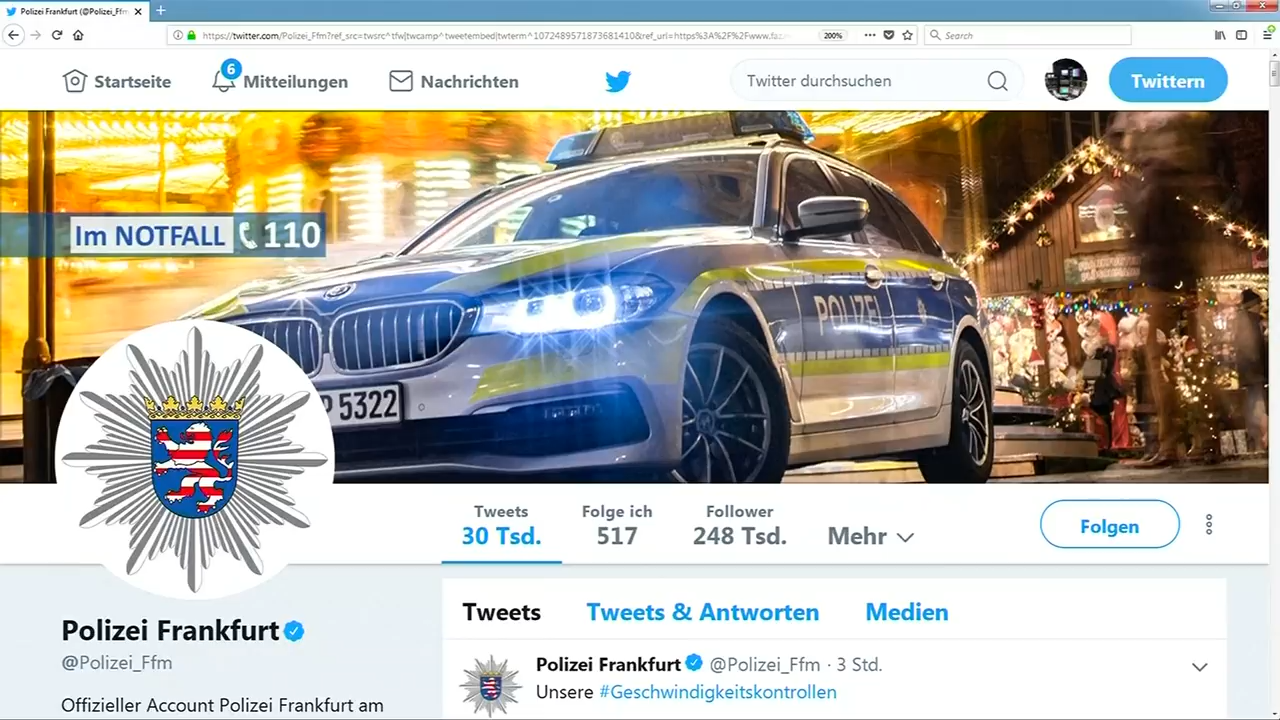 Polizei Frankfurt (@Polizei_Ffm
https://twitter.com/Polizei_Ffm?ref_src=twsrc^tfw|twcamp^tweetembed|twterm^1072489571873681410&ref_url=https%3A%2F%2Fwww.faz
200%
Search
Startseite
6
Mitteilungen
Nachrichten
Twitter durchsuchen
Twittern
Im NOTFALL 110
POLIZEI
P 5322
Tweets
30 Tsd.
Folge ich
517
Follower
248 Tsd.
Mehr
Folgen
Tweets
Tweets & Antworten
Medien
Polizei Frankfurt
@Polizei_Ffm
Offizieller Account Polizei Frankfurt am
Polizei Frankfurt @Polizei_Ffm · 3 Std.
Unsere #Geschwindigkeitskontrollen